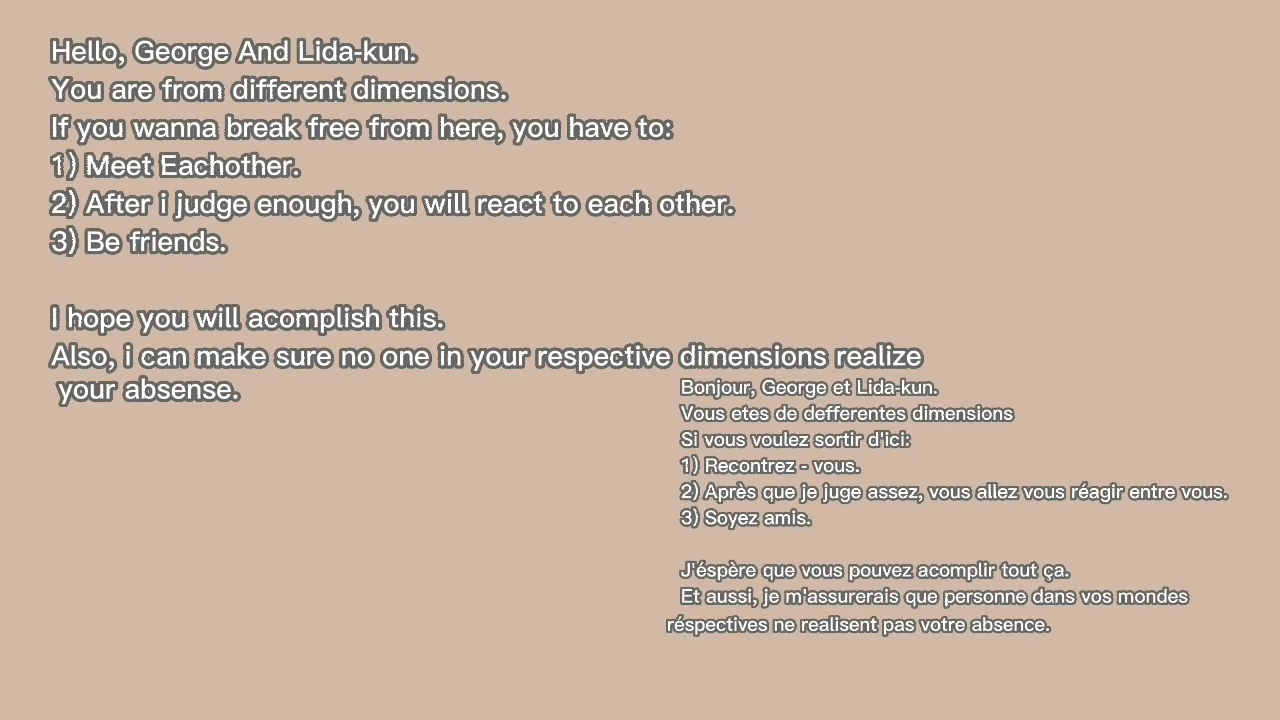 Hello, George And Lida-kun.
You are from different dimensions.
If you wanna break free from here, you have to:
1) Meet Eachother.
2) After i judge enough, you will react to each other.
3) Be friends.
I hope you will acomplish this.
Also, i can make sure no one in your respective dimensions realize
your absense.
Bonjour, George et Lida-kun.
Vous etes de defferentes dimensions
Si vous voulez sortir d'ici:
1) Recontrez - vous.
2) Après que je juge assez, vous allez vous réagir entre vous.
3) Soyez amis.
J'éspère que vous pouvez acomplir tout ça.
Et aussi, je m'assurerais que personne dans vos mondes
réspectives ne realisent pas votre absence.